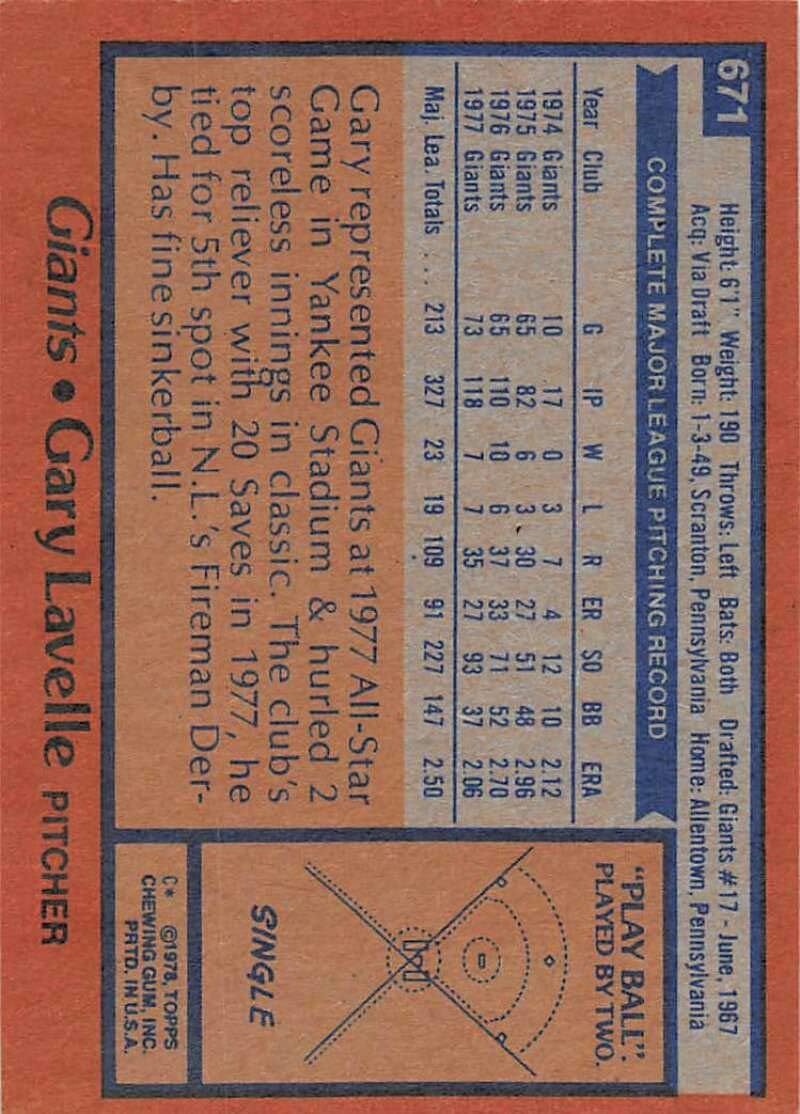 671
Height: 6'1" Weight: 190 Throws: Left Bats: Both Drafted: Giants #17 - June, 1967
Acq: Via Draft Born: 1-3-49, Scranton, Pennsylvania Home: Allentown, Pennsylvania
COMPLETE MAJOR LEAGUE PITCHING RECORD
Year Club G IP W L R ER SO BB ERA
1974 Giants 10 17 0 3 7 4 12 10 2.12
1975 Giants 65 82 6 3 30 27 51 48 2.96
1976 Giants 65 110 10 6 37 33 71 52 2.70
1977 Giants 73 118 7 7 35 27 93 37 2.06
Maj. Lea. Totals ... 213 327 23 19 109 91 227 147 2.50
Gary represented Giants at 1977 All-Star
Game in Yankee Stadium & hurled 2
scoreless innings in classic. The club's
top reliever with 20 Saves in 1977, he
tied for 5th spot in N.L.'s Fireman Der-
by. Has fine sinkerball.
"PLAY BALL":
PLAYED BY TWO.
SINGLE
C* ©1978, TOPPS
CHEWING GUM, INC.
PRTD. IN U.S.A.
Giants • Gary Lavelle PITCHER